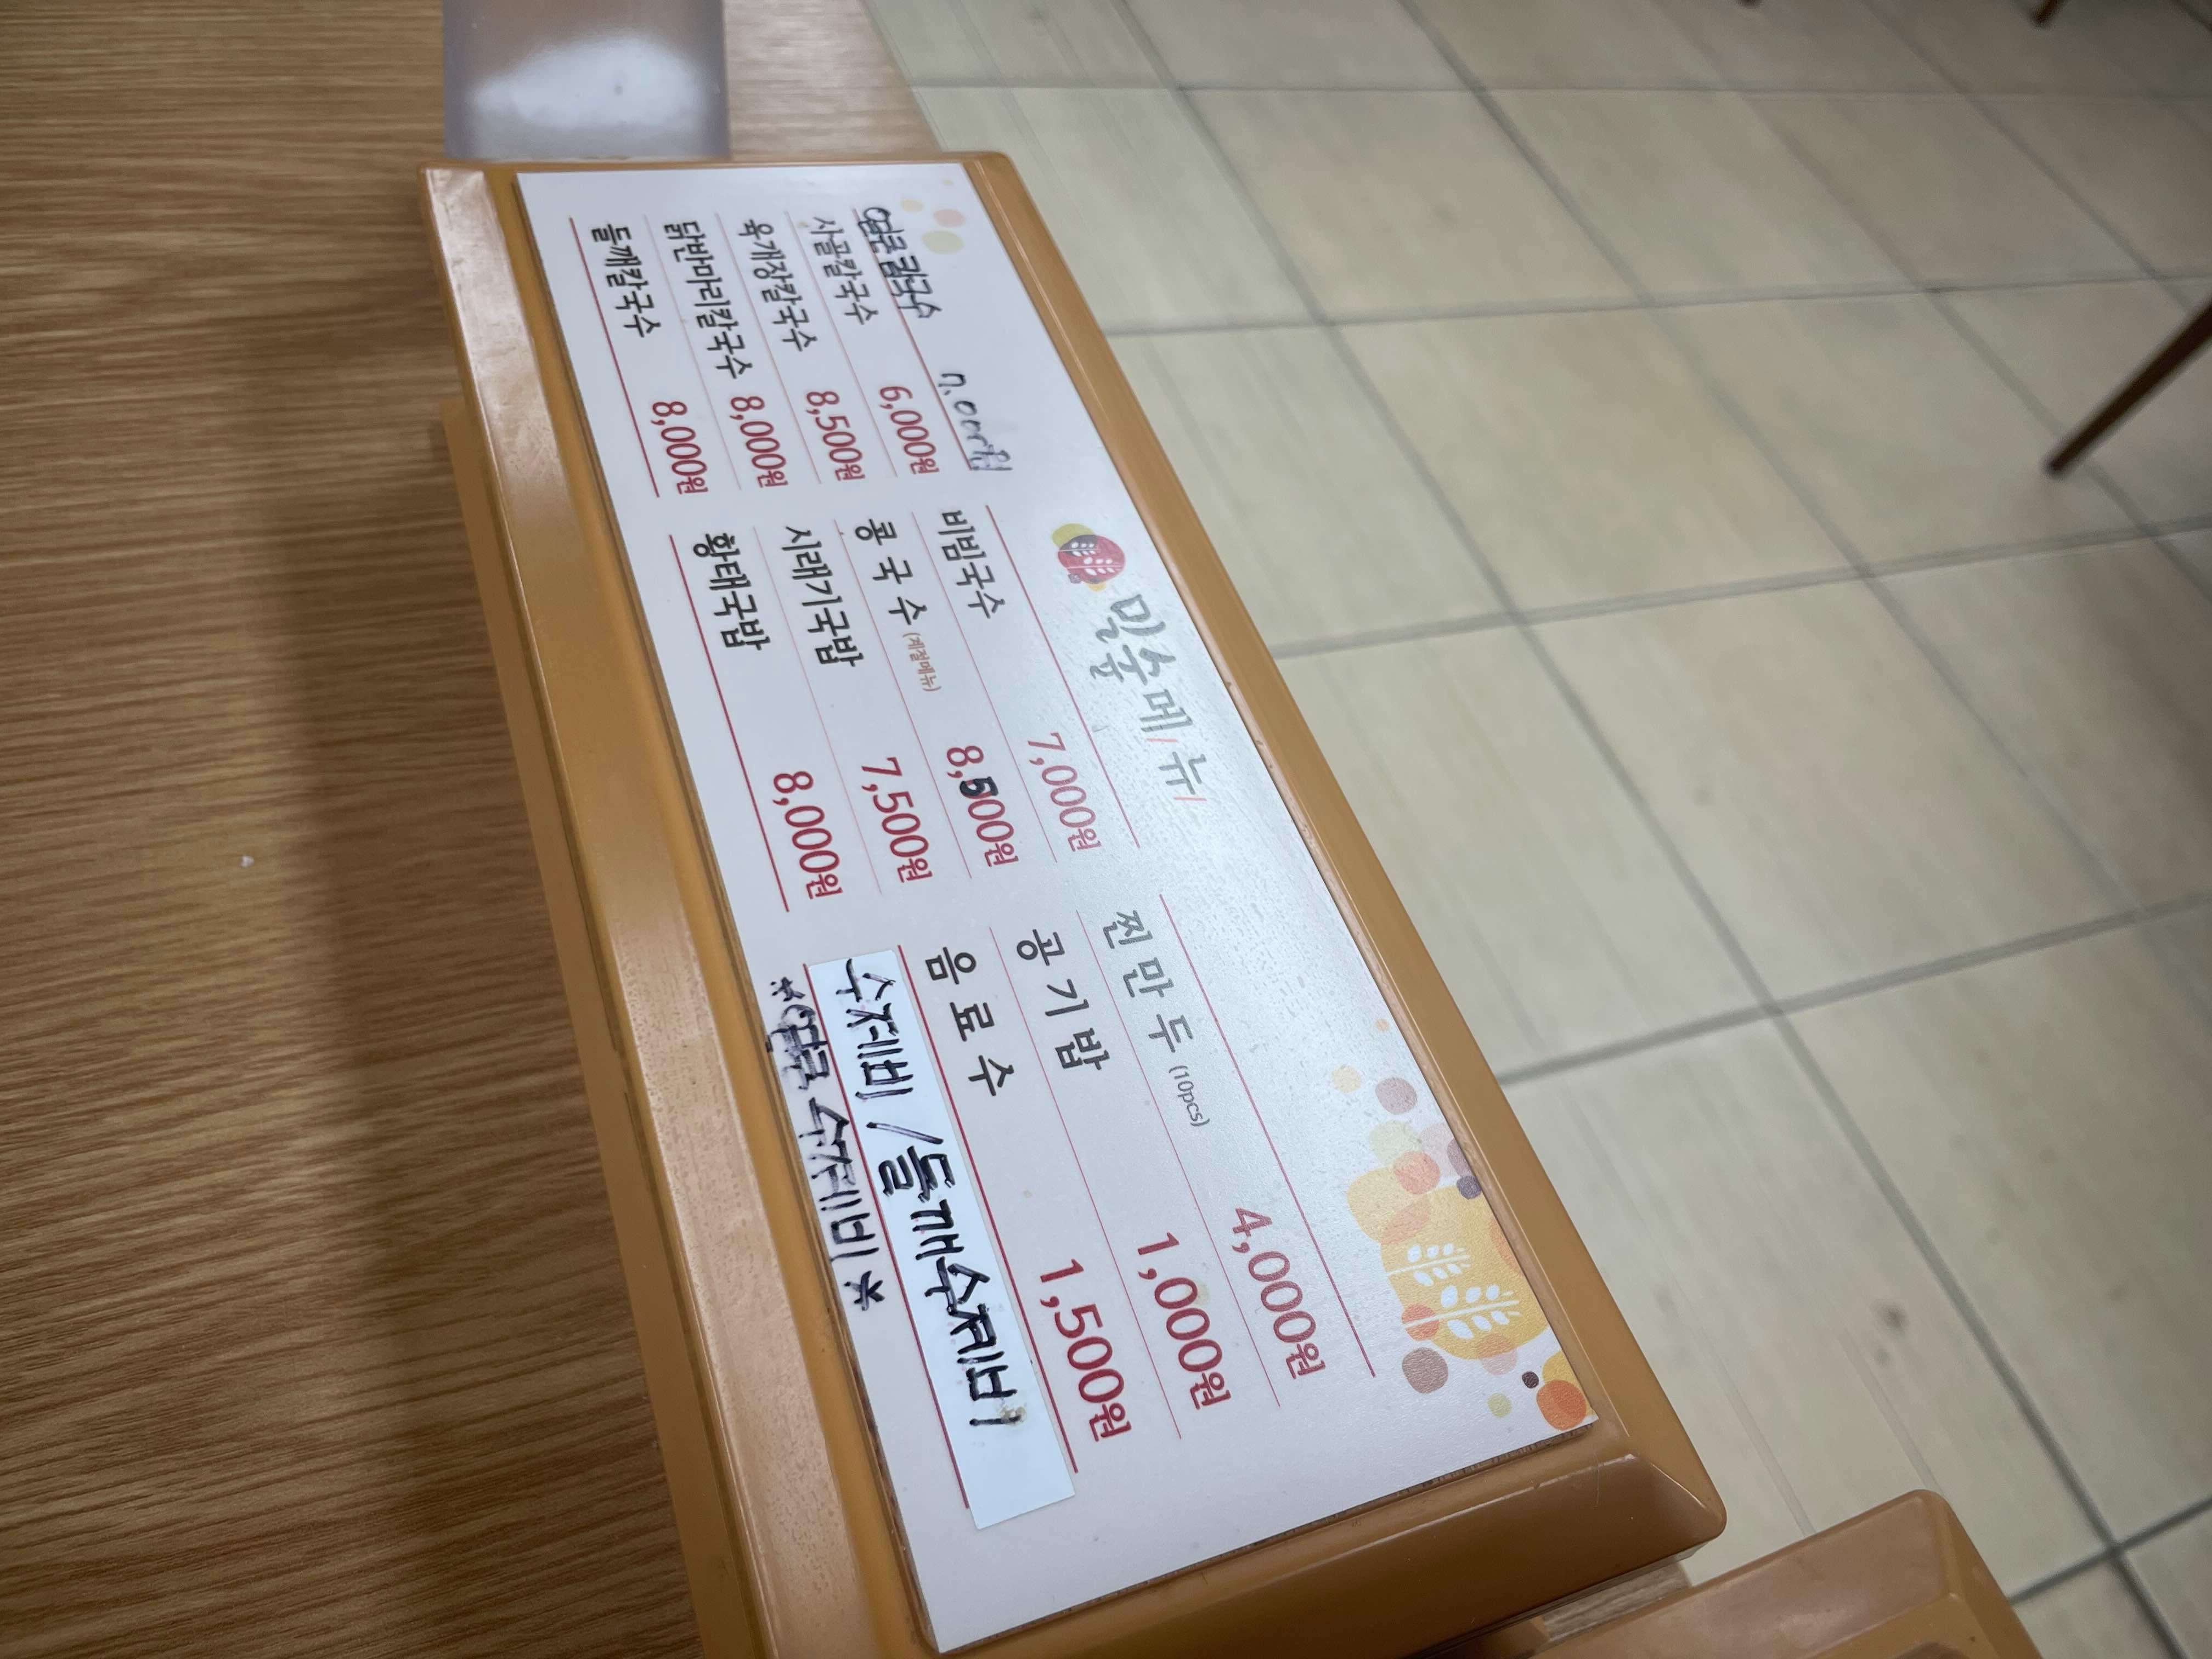 밀숲메뉴
얼큰칼국수 7,000원
사골칼국수 6,000원
육개장칼국수 8,500원
닭반마리칼국수 8,000원
들깨칼국수 8,000원
비빔국수 7,000원
콩국수 (계절메뉴) 8,500원
시래기국밥 7,500원
황태국밥 8,000원
찐만두 (10pcs) 4,000원
공기밥 1,000원
음료수 1,500원
수제비 / 들깨수제비
*얼큰수제비*